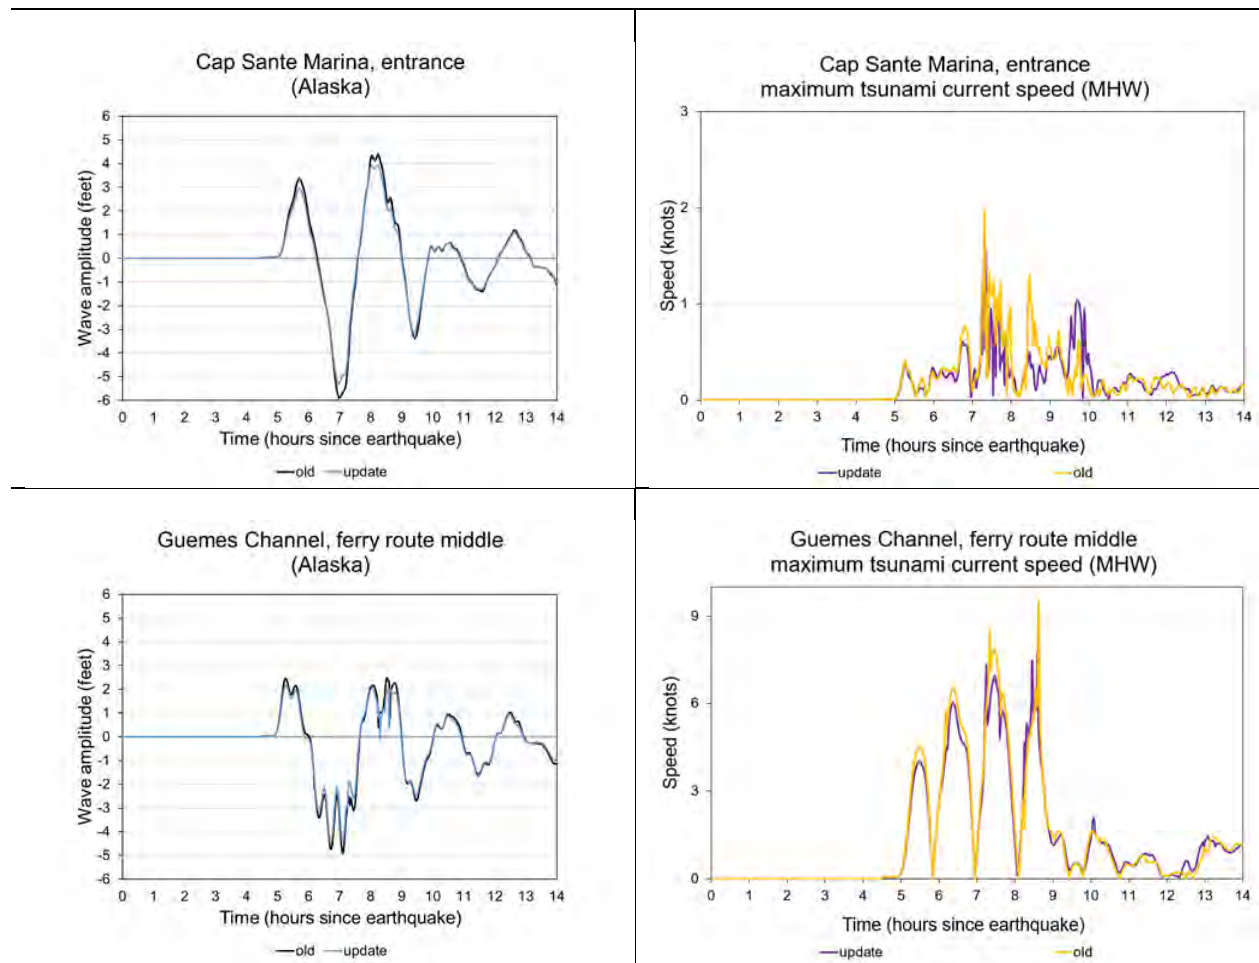 Cap Sante Marina, entrance
(Alaska)
Wave amplitude (feet)
6
5
4
3
2
1
0
-1
-2
-3
-4
-5
-6
0 1 2 3 4 5 6 7 8 9 10 11 12 13 14
Time (hours since earthquake)
old update
Cap Sante Marina, entrance
maximum tsunami current speed (MHW)
Speed (knots)
3
2
1
0
0 1 2 3 4 5 6 7 8 9 10 11 12 13 14
Time (hours since earthquake)
update old
Guemes Channel, ferry route middle
(Alaska)
Wave amplitude (feet)
6
5
4
3
2
1
0
-1
-2
-3
-4
-5
-6
0 1 2 3 4 5 6 7 8 9 10 11 12 13 14
Time (hours since earthquake)
old update
Guemes Channel, ferry route middle
maximum tsunami current speed (MHW)
Speed (knots)
9
6
3
0
0 1 2 3 4 5 6 7 8 9 10 11 12 13 14
Time (hours since earthquake)
update old